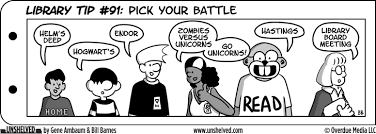 LIBRARY TIP #91: PICK YOUR BATTLE
HELM'S
DEEP
HOGWART'S
ENDOR
ZOMBIES
VERSUS
UNICORNS
GO
UNICORNS!
HASTINGS
LIBRARY
BOARD
MEETING
HOME
READ!
UNSHELVED by Gene Ambaum & Bill Barnes
www.unshelved.com
© Overdue Media LLC